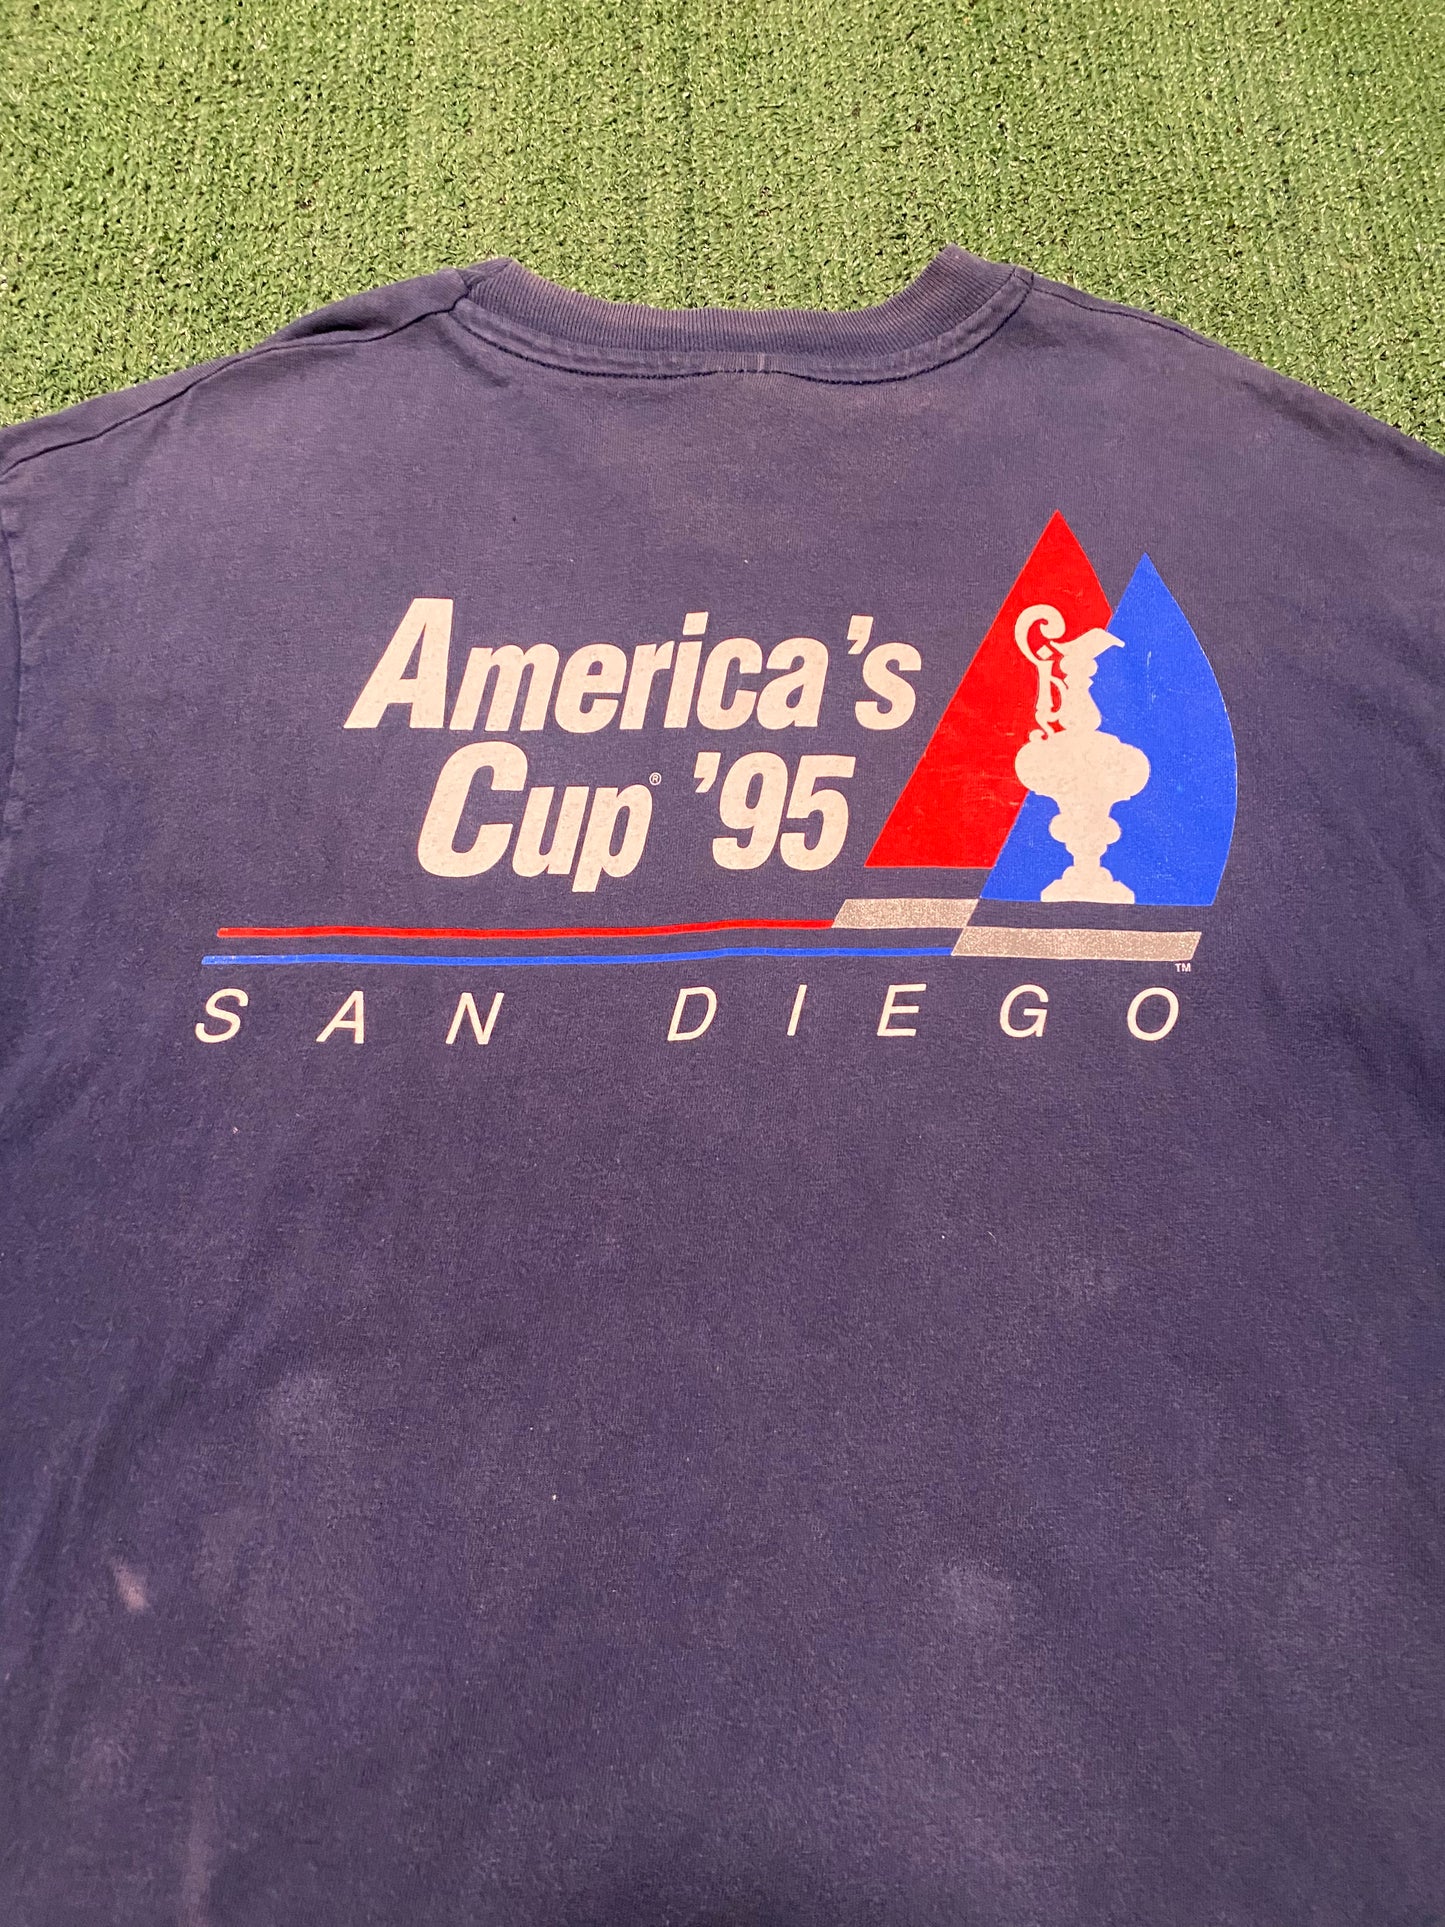 America's
Cup® '95
TM
SAN DIEGO